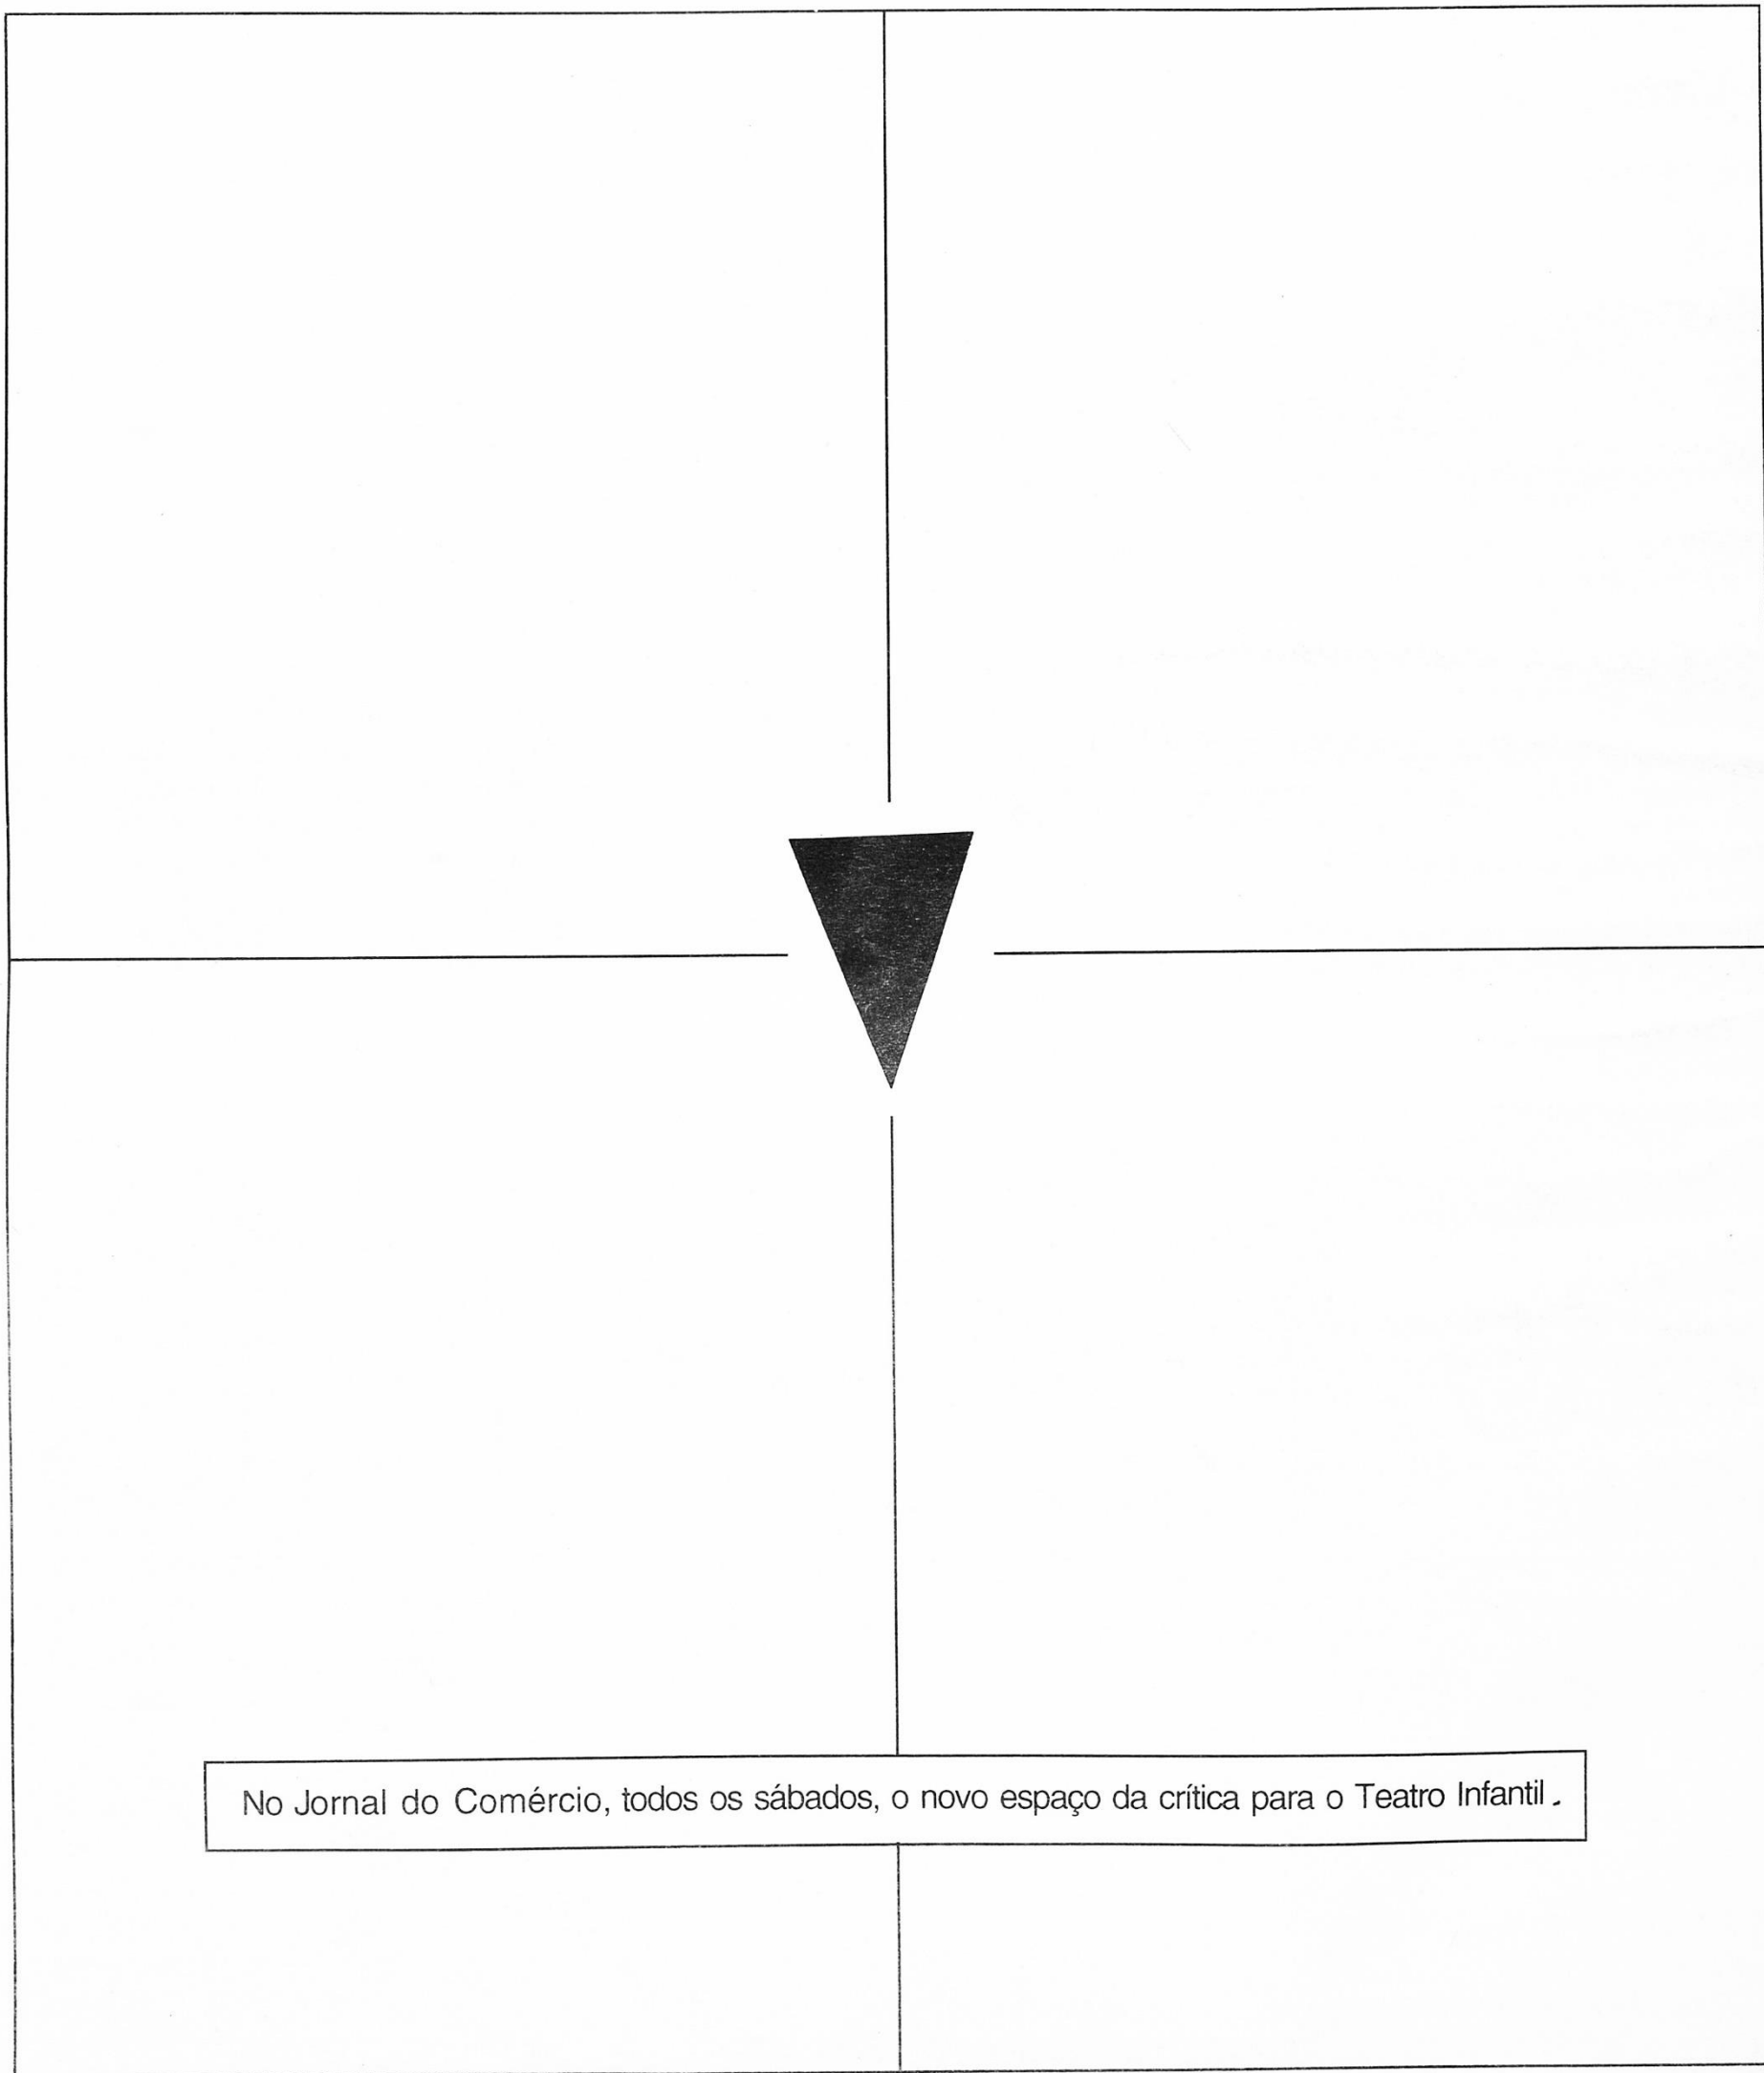 No Jornal do Comércio, todos os sábados, o novo espaço da crítica para o Teatro Infantil.